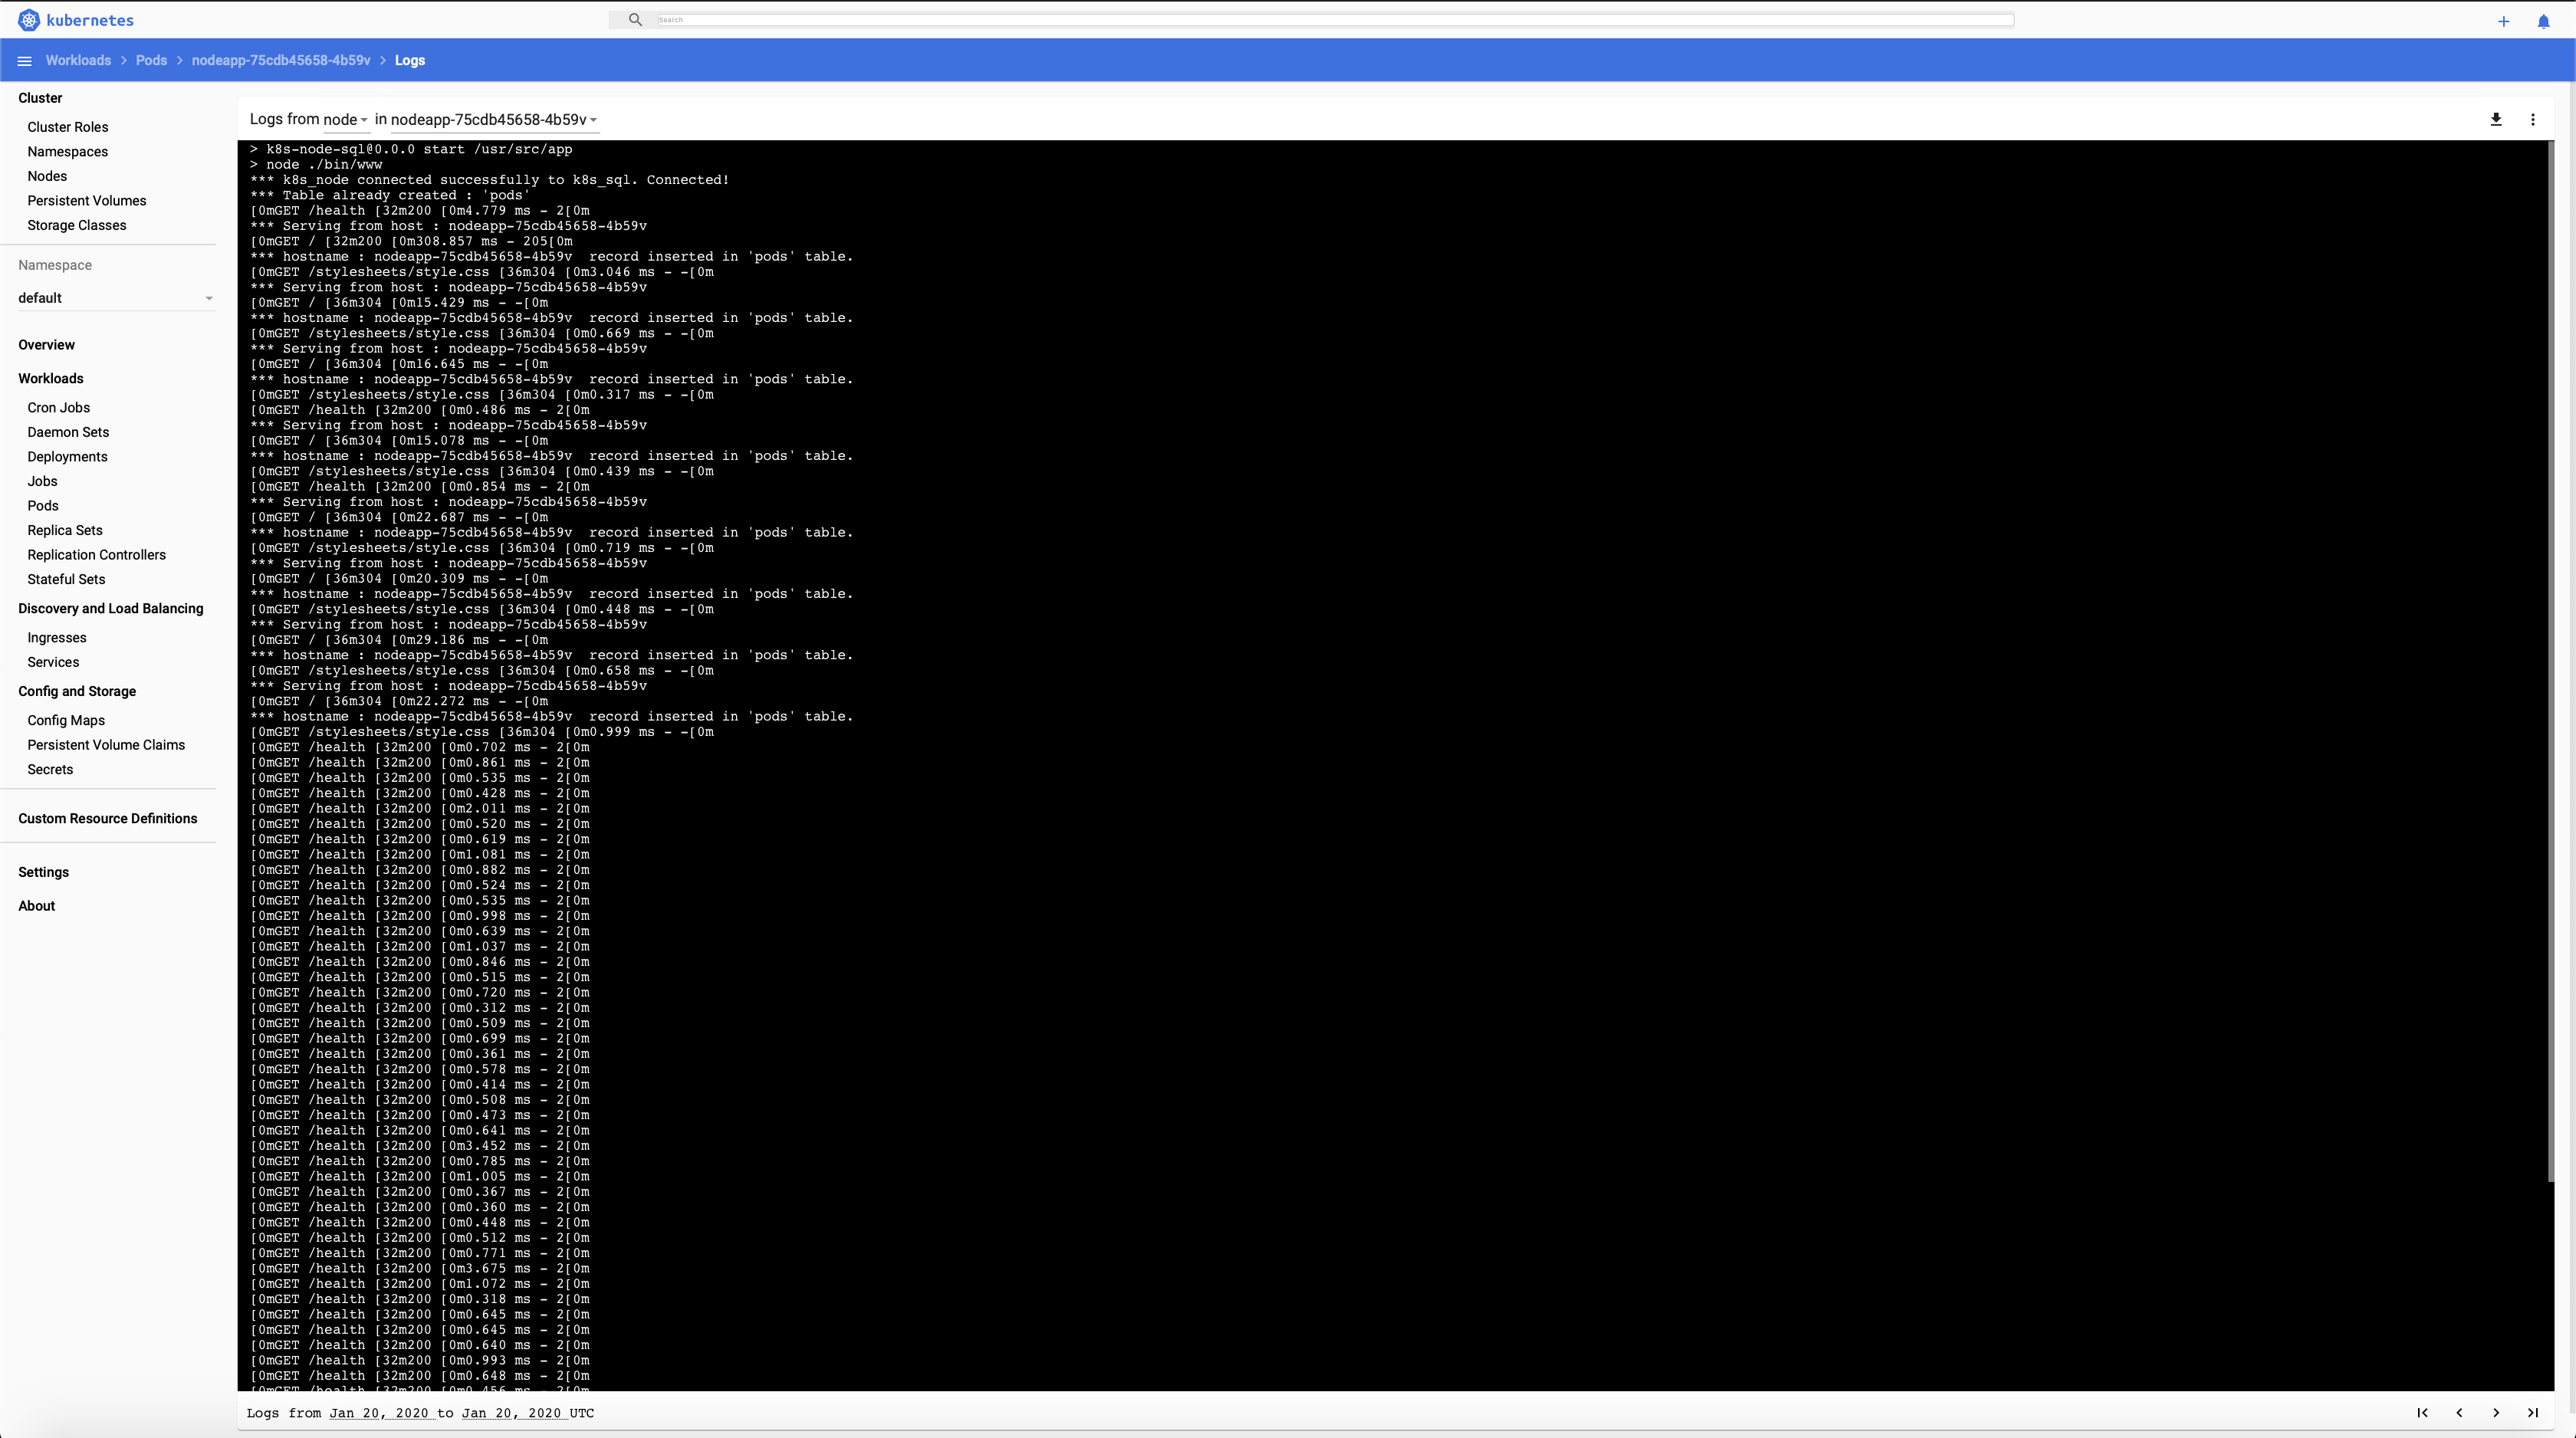 kubernetes
Search
Workloads > Pods > nodeapp-75cdb45658-4b59v > Logs
Cluster
Cluster Roles
Namespaces
Nodes
Persistent Volumes
Storage Classes
Namespace
default
Overview
Workloads
Cron Jobs
Daemon Sets
Deployments
Jobs
Pods
Replica Sets
Replication Controllers
Stateful Sets
Discovery and Load Balancing
Ingresses
Services
Config and Storage
Config Maps
Persistent Volume Claims
Secrets
Custom Resource Definitions
Settings
About
Logs from node in nodeapp-75cdb45658-4b59v
> k8s-node-sql@0.0.0 start /usr/src/app
> node ./bin/www
*** k8s_node connected successfully to k8s_sql. Connected!
*** Table already created : 'pods'
[0mGET /health [32m200 [0m4.779 ms - 2[0m
*** Serving from host : nodeapp-75cdb45658-4b59v
[0mGET / [32m200 [0m308.857 ms - 205[0m
*** hostname : nodeapp-75cdb45658-4b59v  record inserted in 'pods' table.
[0mGET /stylesheets/style.css [36m304 [0m3.046 ms - -[0m
*** Serving from host : nodeapp-75cdb45658-4b59v
[0mGET / [36m304 [0m15.429 ms - -[0m
*** hostname : nodeapp-75cdb45658-4b59v  record inserted in 'pods' table.
[0mGET /stylesheets/style.css [36m304 [0m0.669 ms - -[0m
*** Serving from host : nodeapp-75cdb45658-4b59v
[0mGET / [36m304 [0m16.645 ms - -[0m
*** hostname : nodeapp-75cdb45658-4b59v  record inserted in 'pods' table.
[0mGET /stylesheets/style.css [36m304 [0m0.317 ms - -[0m
[0mGET /health [32m200 [0m0.486 ms - 2[0m
*** Serving from host : nodeapp-75cdb45658-4b59v
[0mGET / [36m304 [0m15.078 ms - -[0m
*** hostname : nodeapp-75cdb45658-4b59v  record inserted in 'pods' table.
[0mGET /stylesheets/style.css [36m304 [0m0.439 ms - -[0m
[0mGET /health [32m200 [0m0.854 ms - 2[0m
*** Serving from host : nodeapp-75cdb45658-4b59v
[0mGET / [36m304 [0m22.687 ms - -[0m
*** hostname : nodeapp-75cdb45658-4b59v  record inserted in 'pods' table.
[0mGET /stylesheets/style.css [36m304 [0m0.719 ms - -[0m
*** Serving from host : nodeapp-75cdb45658-4b59v
[0mGET / [36m304 [0m20.309 ms - -[0m
*** hostname : nodeapp-75cdb45658-4b59v  record inserted in 'pods' table.
[0mGET /stylesheets/style.css [36m304 [0m0.448 ms - -[0m
*** Serving from host : nodeapp-75cdb45658-4b59v
[0mGET / [36m304 [0m29.186 ms - -[0m
*** hostname : nodeapp-75cdb45658-4b59v  record inserted in 'pods' table.
[0mGET /stylesheets/style.css [36m304 [0m0.658 ms - -[0m
*** Serving from host : nodeapp-75cdb45658-4b59v
[0mGET / [36m304 [0m22.272 ms - -[0m
*** hostname : nodeapp-75cdb45658-4b59v  record inserted in 'pods' table.
[0mGET /stylesheets/style.css [36m304 [0m0.999 ms - -[0m
[0mGET /health [32m200 [0m0.702 ms - 2[0m
[0mGET /health [32m200 [0m0.861 ms - 2[0m
[0mGET /health [32m200 [0m0.535 ms - 2[0m
[0mGET /health [32m200 [0m0.428 ms - 2[0m
[0mGET /health [32m200 [0m2.011 ms - 2[0m
[0mGET /health [32m200 [0m0.520 ms - 2[0m
[0mGET /health [32m200 [0m0.619 ms - 2[0m
[0mGET /health [32m200 [0m1.081 ms - 2[0m
[0mGET /health [32m200 [0m0.882 ms - 2[0m
[0mGET /health [32m200 [0m0.524 ms - 2[0m
[0mGET /health [32m200 [0m0.535 ms - 2[0m
[0mGET /health [32m200 [0m0.998 ms - 2[0m
[0mGET /health [32m200 [0m0.639 ms - 2[0m
[0mGET /health [32m200 [0m1.037 ms - 2[0m
[0mGET /health [32m200 [0m0.846 ms - 2[0m
[0mGET /health [32m200 [0m0.515 ms - 2[0m
[0mGET /health [32m200 [0m0.720 ms - 2[0m
[0mGET /health [32m200 [0m0.312 ms - 2[0m
[0mGET /health [32m200 [0m0.509 ms - 2[0m
[0mGET /health [32m200 [0m0.699 ms - 2[0m
[0mGET /health [32m200 [0m0.361 ms - 2[0m
[0mGET /health [32m200 [0m0.578 ms - 2[0m
[0mGET /health [32m200 [0m0.414 ms - 2[0m
[0mGET /health [32m200 [0m0.508 ms - 2[0m
[0mGET /health [32m200 [0m0.473 ms - 2[0m
[0mGET /health [32m200 [0m0.641 ms - 2[0m
[0mGET /health [32m200 [0m3.452 ms - 2[0m
[0mGET /health [32m200 [0m0.785 ms - 2[0m
[0mGET /health [32m200 [0m1.005 ms - 2[0m
[0mGET /health [32m200 [0m0.367 ms - 2[0m
[0mGET /health [32m200 [0m0.360 ms - 2[0m
[0mGET /health [32m200 [0m0.448 ms - 2[0m
[0mGET /health [32m200 [0m0.512 ms - 2[0m
[0mGET /health [32m200 [0m0.771 ms - 2[0m
[0mGET /health [32m200 [0m3.675 ms - 2[0m
[0mGET /health [32m200 [0m1.072 ms - 2[0m
[0mGET /health [32m200 [0m0.318 ms - 2[0m
[0mGET /health [32m200 [0m0.645 ms - 2[0m
[0mGET /health [32m200 [0m0.645 ms - 2[0m
[0mGET /health [32m200 [0m0.640 ms - 2[0m
[0mGET /health [32m200 [0m0.993 ms - 2[0m
[0mGET /health [32m200 [0m0.648 ms - 2[0m
[0mGET /health [32m200 [0m0.456 ms - 2[0m
Logs from Jan 20, 2020 to Jan 20, 2020 UTC